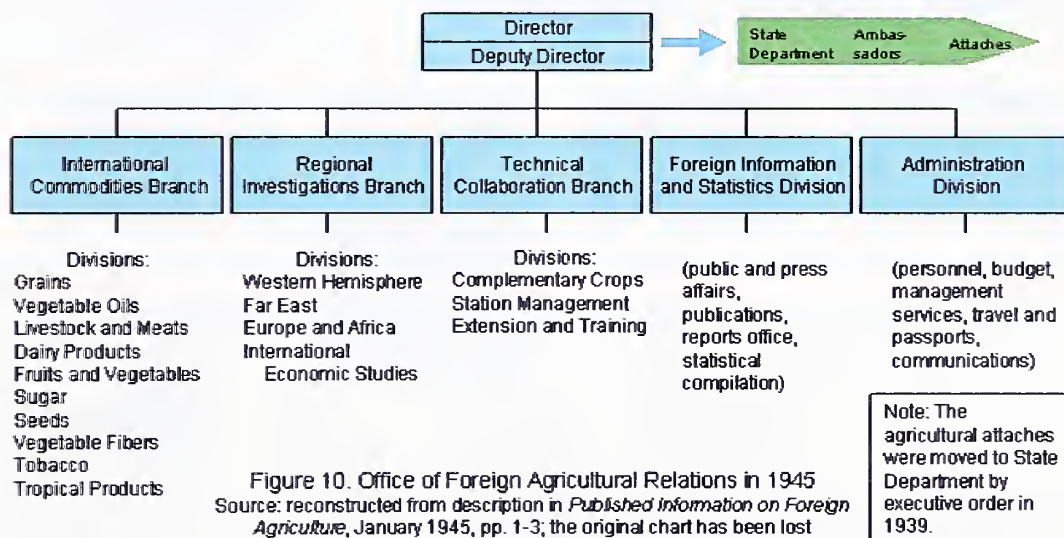 Director
Deputy Director
State
Department
Ambas-
sadors
Attaches
International
Commodities Branch
Regional
Investigations Branch
Technical
Collaboration Branch
Foreign Information
and Statistics Division
Administration
Division
Divisions:
Grains
Vegetable Oils
Livestock and Meats
Dairy Products
Fruits and Vegetables
Sugar
Seeds
Vegetable Fibers
Tobacco
Tropical Products
Divisions:
Western Hemisphere
Far East
Europe and Africa
International
Economic Studies
Divisions:
Complementary Crops
Station Management
Extension and Training
(public and press
affairs,
publications,
reports office,
statistical
compilation)
(personnel, budget,
management
services, travel and
passports,
communications)
Note: The
agricultural attaches
were moved to State
Department by
executive order in
1939.
Figure 10. Office of Foreign Agricultural Relations in 1945
Source: reconstructed from description in Published Information on Foreign
Agriculture, January 1945, pp. 1-3; the original chart has been lost